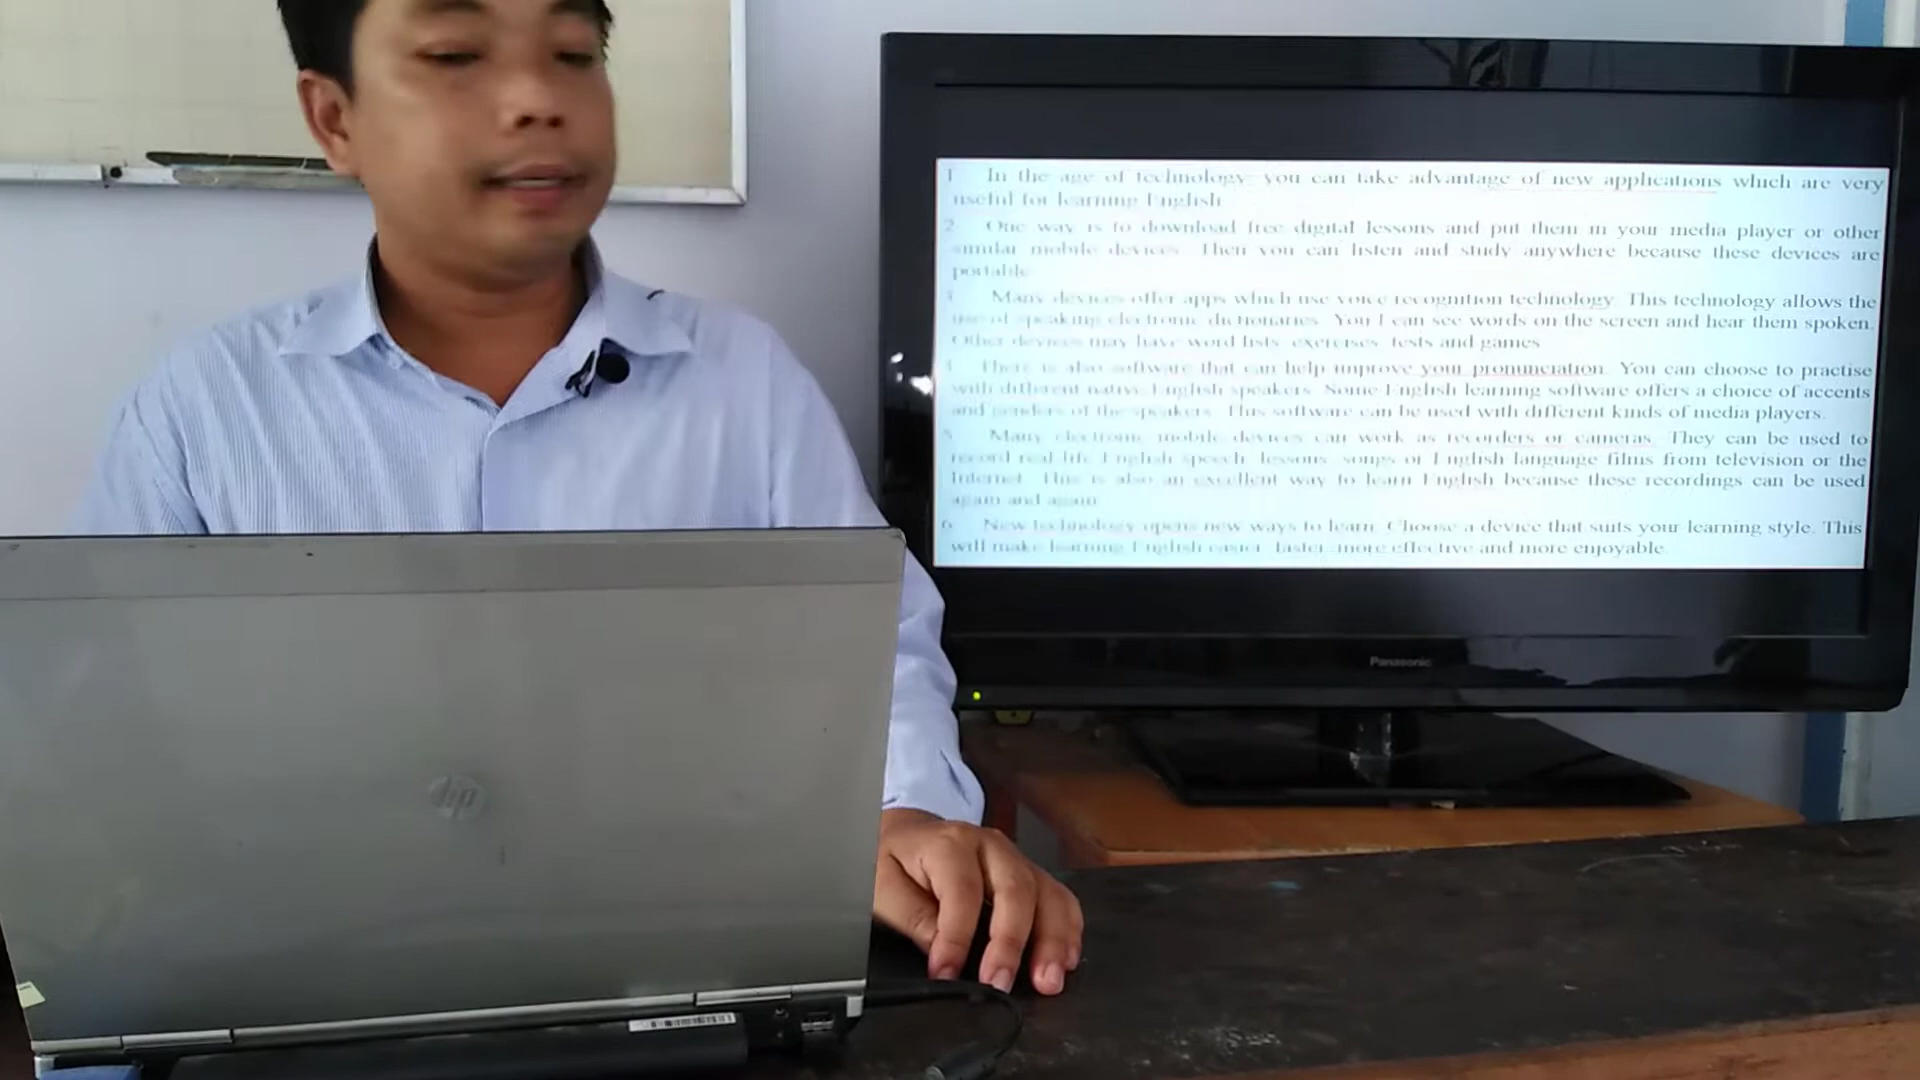 1 In the age of technology, you can take advantage of new applications which are very
useful for learning English
2 One way is to download free digital lessons and put them in your media player or other
similar mobile devices. Then you can listen and study anywhere because these devices are
portable
3 Many devices offer apps which use voice recognition technology. This technology allows the
use of speaking electronic dictionaries. You I can see words on the screen and hear them spoken.
Other devices may have word lists, exercises, tests and games
4 There is also software that can help improve your pronunciation. You can choose to practise
with different native English speakers. Some English learning software offers a choice of accents
and genders of the speakers. This software can be used with different kinds of media players.
5 Many electronic mobile devices can work as recorders or cameras. They can be used to
record real-life English speech, lessons, songs or English language films from television or the
Internet. This is also an excellent way to learn English because these recordings can be used
again and again
6 New technology opens new ways to learn. Choose a device that suits your learning style. This
will make learning English easier, faster, more effective and more enjoyable.
Panasonic
hp